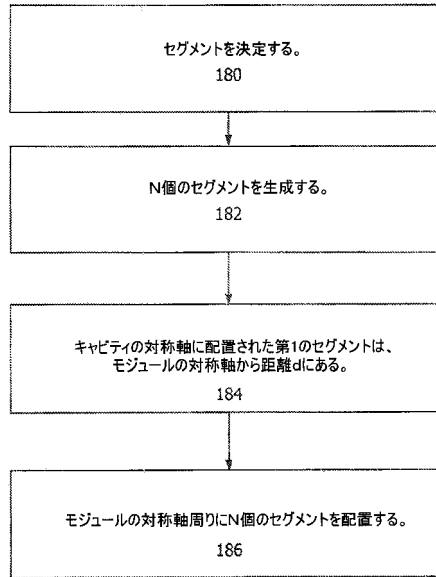 セグメントを決定する。
180
N個のセグメントを生成する。
182
キャビティの対称軸に配置された第1のセグメントは、
モジュールの対称軸から距離dにある。
184
モジュールの対称軸周りにN個のセグメントを配置する。
186